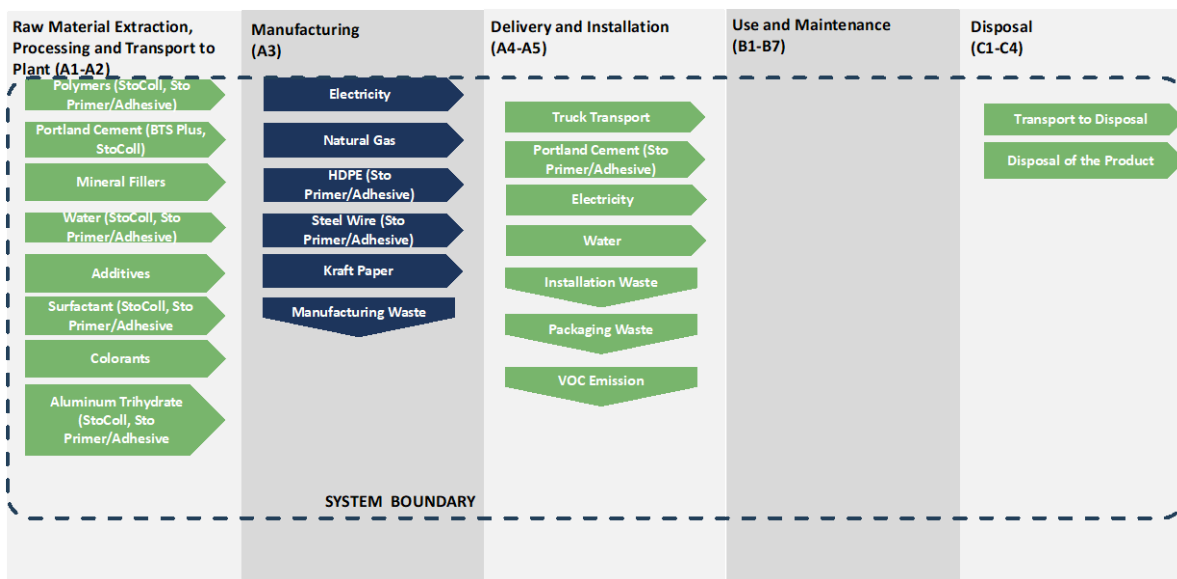 Raw Material Extraction,
Processing and Transport to
Plant (A1-A2)
Polymers (StoColl, Sto
Primer/Adhesive)
Portland Cement (BTS Plus,
StoColl)
Mineral Fillers
Water (StoColl, Sto
Primer/Adhesive)
Additives
Surfactant (StoColl, Sto
Primer/Adhesive
Colorants
Aluminum Trihydrate
(StoColl, Sto
Primer/Adhesive
Manufacturing
(A3)
Electricity
Natural Gas
HDPE (Sto
Primer/Adhesive)
Steel Wire (Sto
Primer/Adhesive)
Kraft Paper
Manufacturing Waste
Delivery and Installation
(A4-A5)
Truck Transport
Portland Cement (Sto
Primer/Adhesive)
Electricity
Water
Installation Waste
Packaging Waste
VOC Emission
Use and Maintenance
(B1-B7)
Disposal
(C1-C4)
Transport to Disposal
Disposal of the Product
SYSTEM BOUNDARY